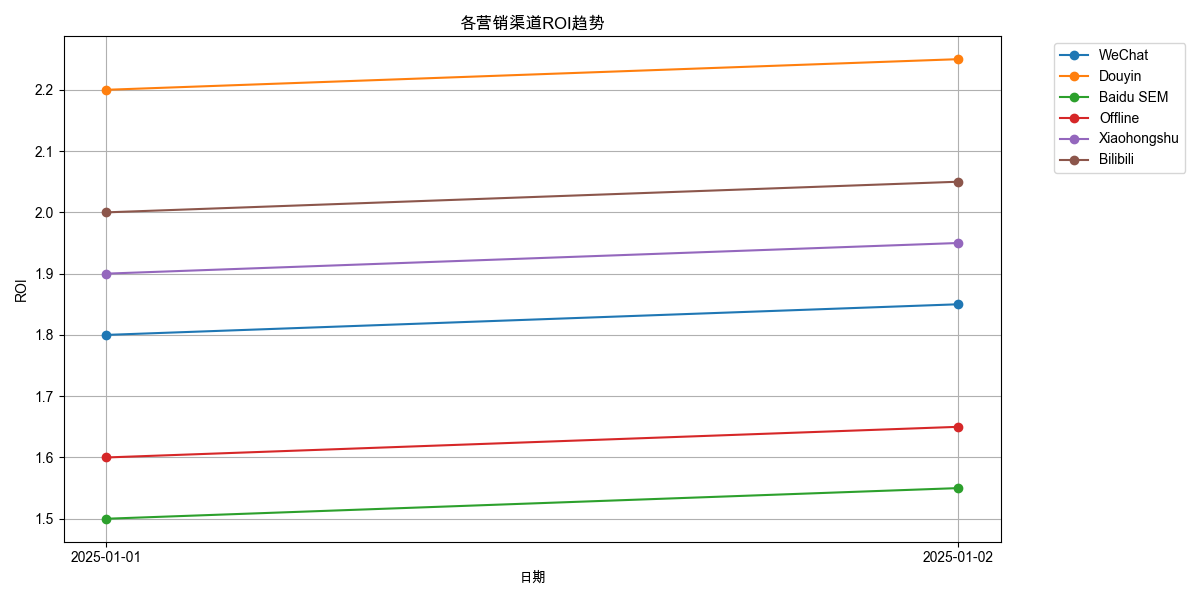 各营销渠道ROI趋势
WeChat
Douyin
Baidu SEM
Offline
Xiaohongshu
Bilibili
ROI
2.2
2.1
2.0
1.9
1.8
1.7
1.6
1.5
2025-01-01
2025-01-02
日期